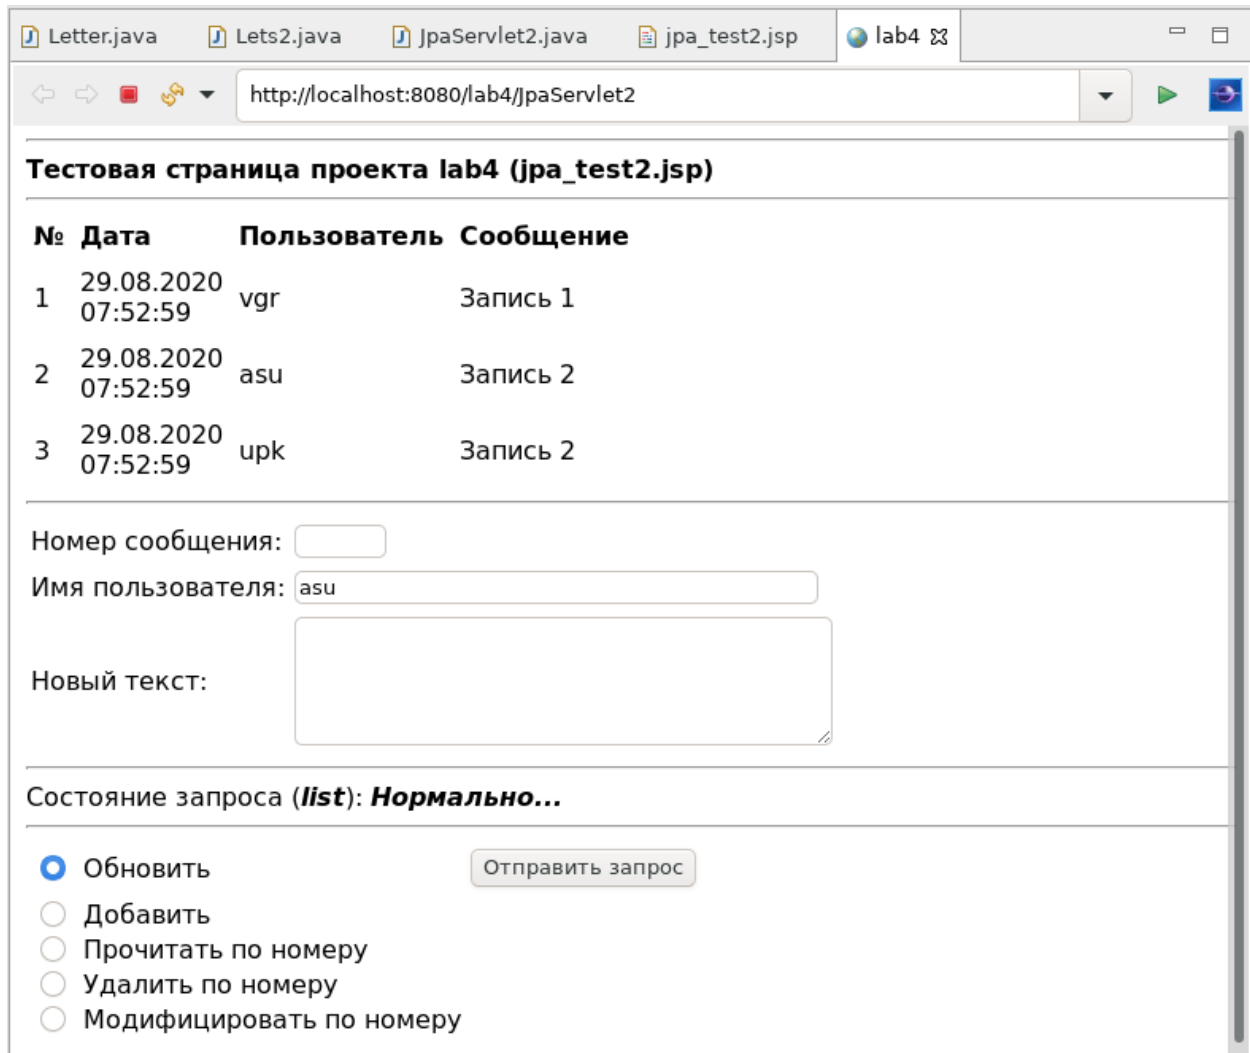 Letter.java Lets2.java JpaServlet2.java jpa_test2.jsp lab4
http://localhost:8080/lab4/JpaServlet2
Тестовая страница проекта lab4 (jpa_test2.jsp)
№ Дата Пользователь Сообщение
1 29.08.2020 07:52:59 vgr Запись 1
2 29.08.2020 07:52:59 asu Запись 2
3 29.08.2020 07:52:59 upk Запись 2
Номер сообщения:
Имя пользователя: asu
Новый текст:
Состояние запроса (list): Нормально...
Обновить Отправить запрос
Добавить
Прочитать по номеру
Удалить по номеру
Модифицировать по номеру